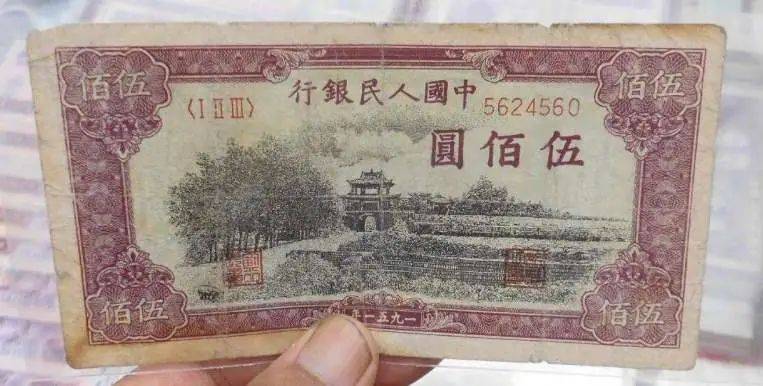 伍佰
伍佰
中國人民銀行
〈I II III〉
5624560
伍佰圓
伍佰
伍佰
一九五一年